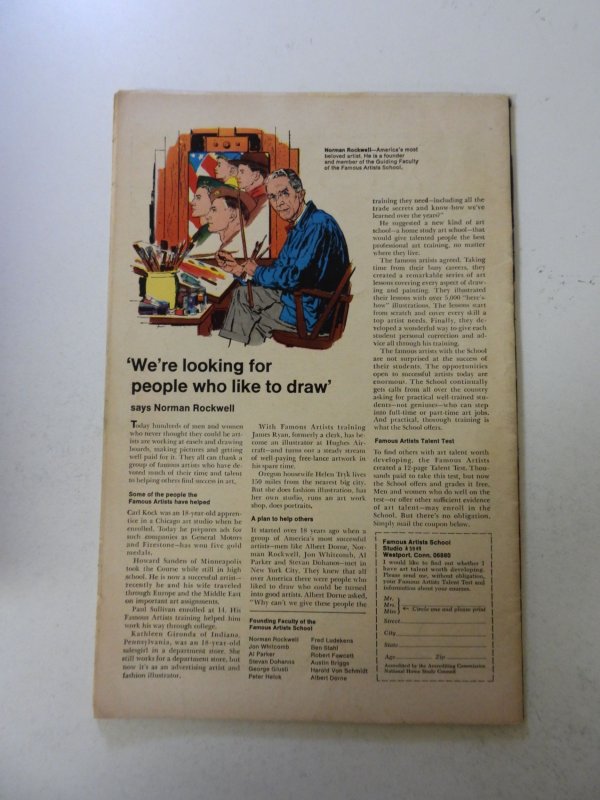 Norman Rockwell—America's most
beloved artist. He is a founder
and member of the Guiding Faculty
of the Famous Artists School.
'We're looking for
people who like to draw'
says Norman Rockwell
Today hundreds of men and women
who never thought they could be art-
ists are working at easels and drawing
boards, making pictures and getting
well paid for it. They all can thank a
group of famous artists who have de-
voted much of their time and talent
to helping others find success in art.
Some of the people the
Famous Artists have helped
Carl Kock was an 18-year-old appren-
tice in a Chicago art studio when he
enrolled. Today he prepares ads for
such companies as General Motors
and Firestone—has won five gold
medals.
Howard Sanden of Minneapolis
took the Course while still in high
school. He is now a successful artist—
recently he and his wife traveled
through Europe and the Middle East
on important art assignments.
Paul Sullivan enrolled at 14. His
Famous Artists training helped him
work his way through college.
Kathleen Gironda of Indiana,
Pennsylvania, was an 18-year-old
salesgirl in a department store. She
still works for a department store, but
now it's as an advertising artist and
fashion illustrator.
With Famous Artists training
James Ryan, formerly a clerk, has be-
come an illustrator at Hughes Air-
craft—and turns out a steady stream
of well-paying free-lance artwork in
his spare time.
Oregon housewife Helen Tryk lives
150 miles from the nearest big city.
But she does fashion illustration, has
her own studio, runs an art work
shop, does portraits.
A plan to help others
It started over 18 years ago when a
group of America's most successful
artists—men like Albert Dorne, Nor-
man Rockwell, Jon Whitcomb, Al
Parker and Stevan Dohanos—met in
New York City. They knew that all
over America there were people who
liked to draw who could be turned
into good artists. Albert Dorne asked,
"Why can't we give these people the
Founding Faculty of the
Famous Artists School
Norman Rockwell
Jon Whitcomb
Al Parker
Stevan Dohanos
George Giusti
Peter Helck
Fred Ludekens
Ben Stahl
Robert Fawcett
Austin Briggs
Harold Von Schmidt
Albert Dorne
training they need—including all the
trade secrets and know-how we've
learned over the years?"
He suggested a new kind of art
school—a home study art school—that
would give talented people the best
professional art training, no matter
where they live.
The famous artists agreed. Taking
time from their busy careers, they
created a remarkable series of art
lessons covering every aspect of draw-
ing and painting. They illustrated
their lessons with over 5,000 "here's
how" illustrations. The lessons start
from scratch and cover every skill a
top artist needs. Finally, they de-
veloped a wonderful way to give each
student personal correction and ad-
vice all through his training.
The famous artists with the School
are not surprised at the success of
their students. The opportunities
open to successful artists today are
enormous. The School continually
gets calls from all over the country
asking for practical well-trained stu-
dents—not geniuses—who can step
into full-time or part-time art jobs.
And practical, thorough training is
what the School offers.
Famous Artists Talent Test
To find others with art talent worth
developing, the Famous Artists
created a 12-page Talent Test. Thou-
sands paid to take this test, but now
the School offers and grades it free.
Men and women who do well on the
test—or offer other sufficient evidence
of art talent—may enroll in the
School. But there's no obligation.
Simply mail the coupon below.
Famous Artists School
Studio
Westport, Conn. 06880
I would like to find out whether I
have art talent worth developing.
Please send me, without obligation,
your Famous Artists Talent Test and
information about your courses.
Mr.
Mrs.
Miss
Circle one and please print
Street
City
State
Age Zip
Accredited by the Accrediting Commission
National Home Study Council